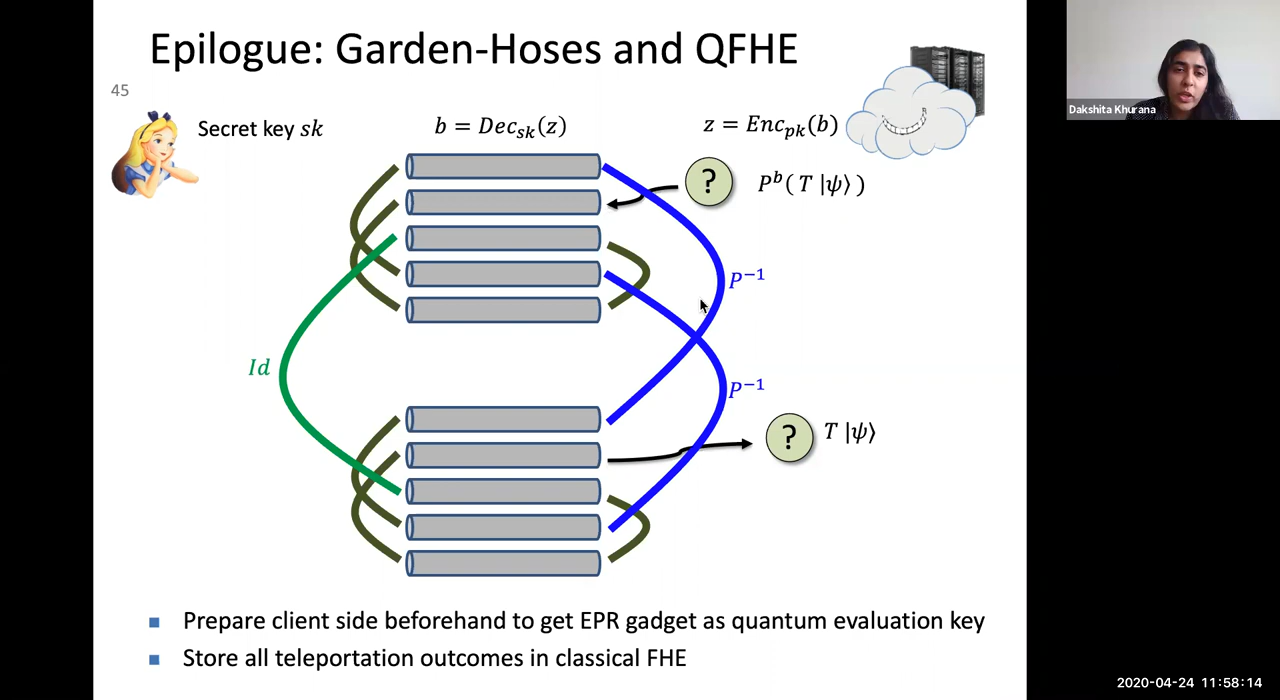 Epilogue: Garden-Hoses and QFHE
45
Dakshita Khurana
Secret key sk
b = Dec_sk(z)
z = Enc_pk(b)
?
P^b( T |ψ⟩ )
P^−1
Id
P^−1
?
T |ψ⟩
Prepare client side beforehand to get EPR gadget as quantum evaluation key
Store all teleportation outcomes in classical FHE
2020-04-24 11:58:14